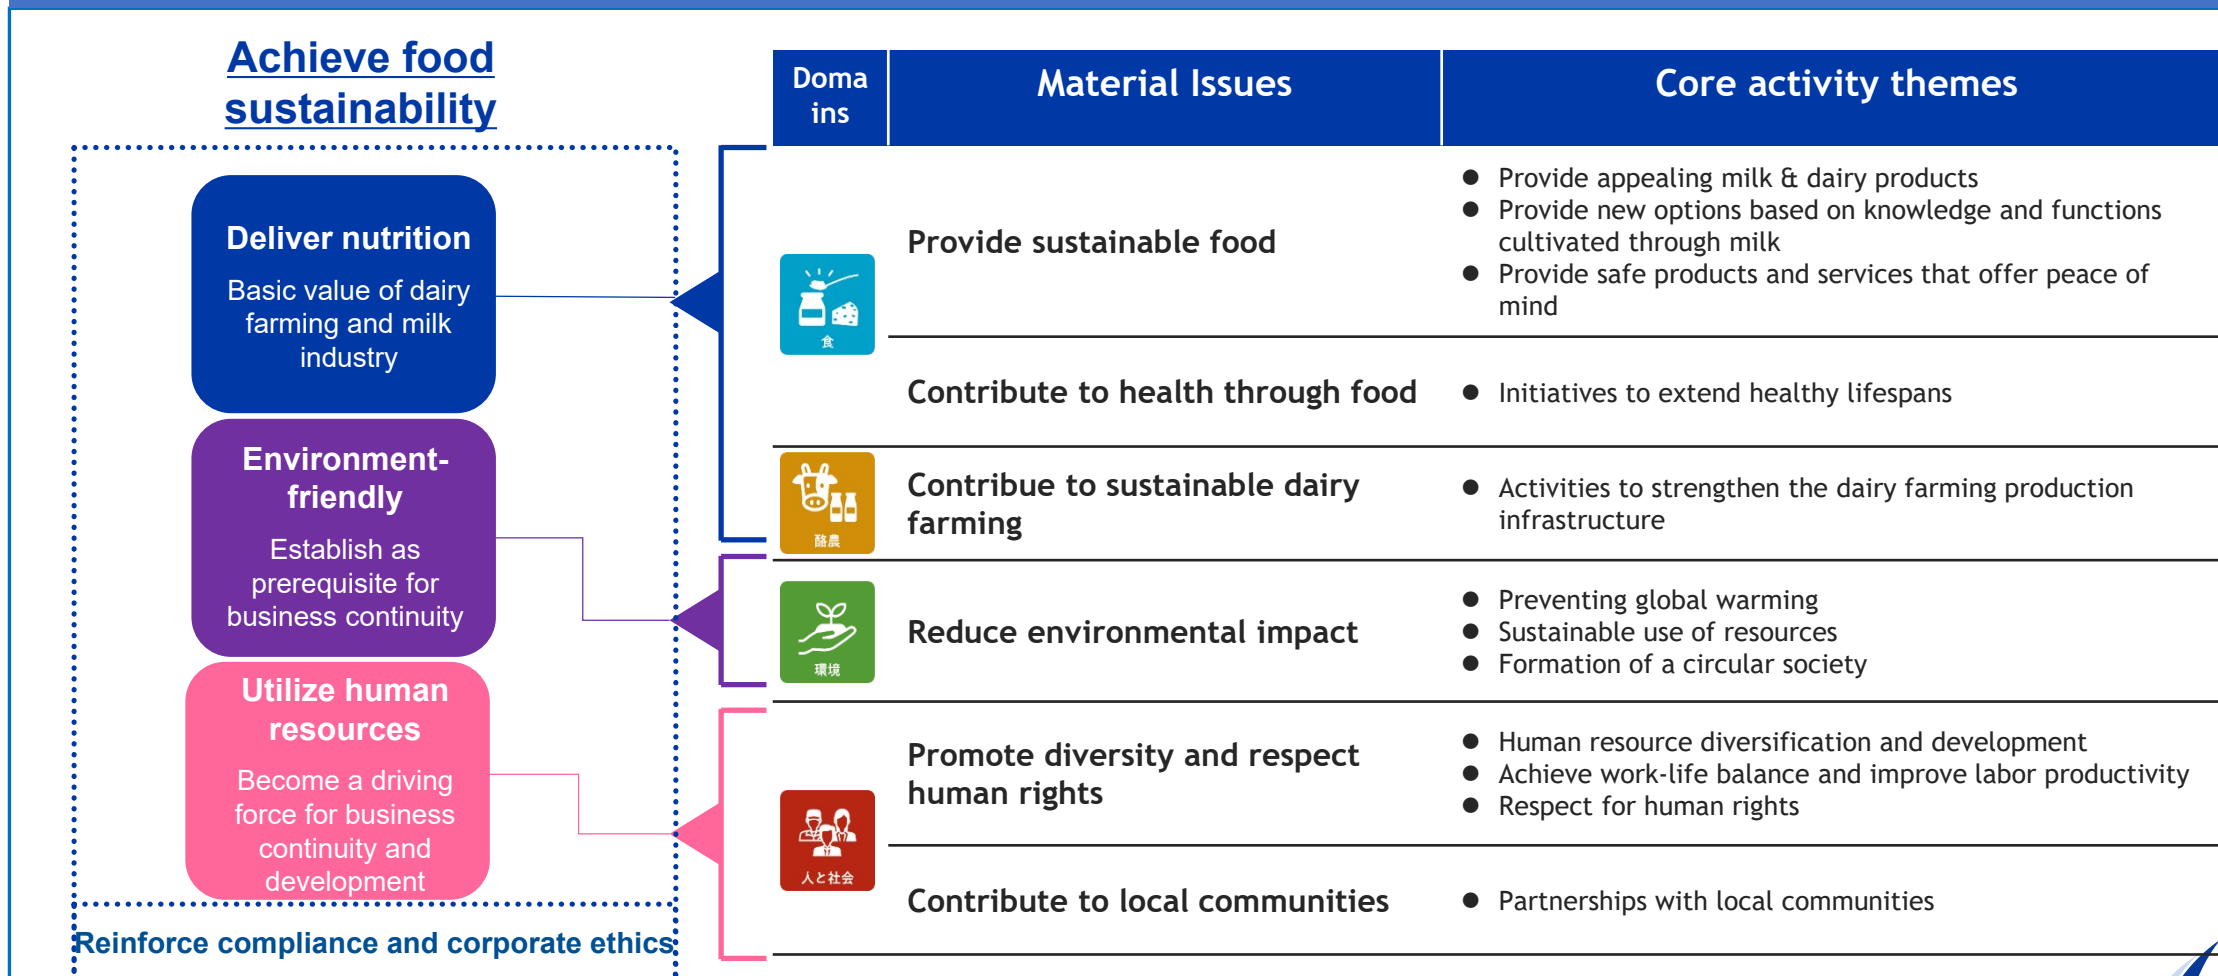 Achieve food
sustainability
Deliver nutrition
Basic value of dairy
farming and milk
industry
Environment-
friendly
Establish as
prerequisite for
business continuity
Utilize human
resources
Become a driving
force for business
continuity and
development
Reinforce compliance and corporate ethics
Doma
ins
Material Issues
Core activity themes
食
Provide sustainable food
● Provide appealing milk & dairy products
● Provide new options based on knowledge and functions
cultivated through milk
● Provide safe products and services that offer peace of
mind
Contribute to health through food
● Initiatives to extend healthy lifespans
酪農
Contribue to sustainable dairy
farming
● Activities to strengthen the dairy farming production
infrastructure
環境
Reduce environmental impact
● Preventing global warming
● Sustainable use of resources
● Formation of a circular society
人と社会
Promote diversity and respect
human rights
● Human resource diversification and development
● Achieve work-life balance and improve labor productivity
● Respect for human rights
Contribute to local communities
● Partnerships with local communities